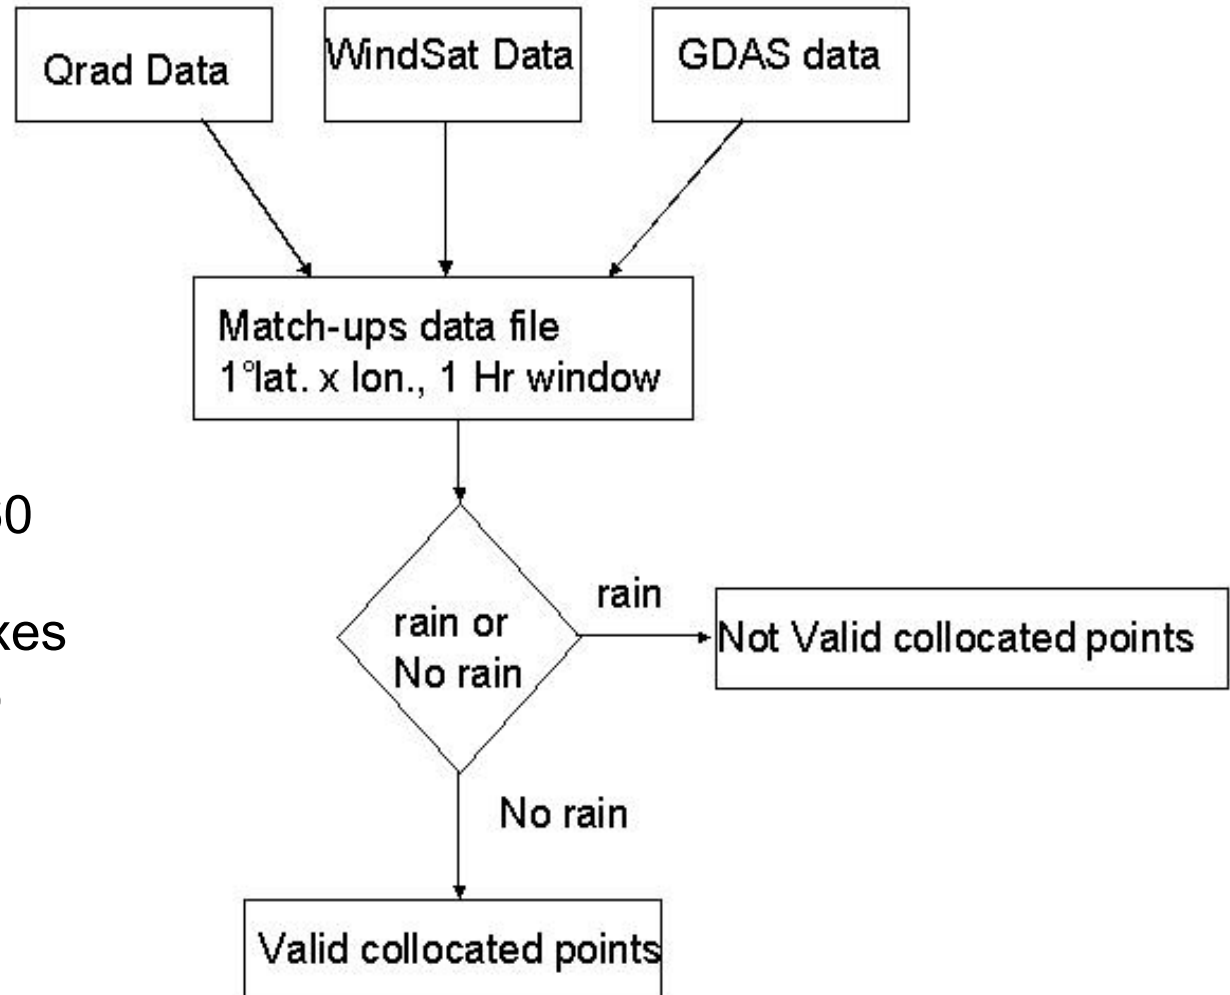 Qrad Data
WindSat Data
GDAS data
Match-ups data file
1°lat. x lon., 1 Hr window
rain or
No rain
rain
Not Valid collocated points
No rain
Valid collocated points